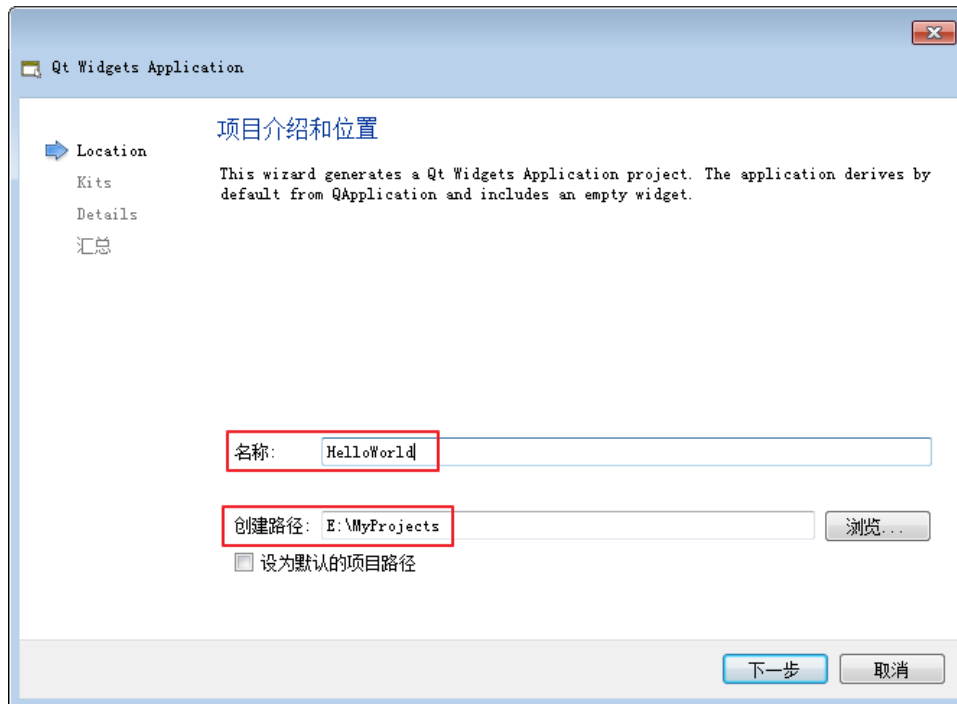 Qt Widgets Application
Location
Kits
Details
汇总
项目介绍和位置
This wizard generates a Qt Widgets Application project. The application derives by
default from QApplication and includes an empty widget.
名称:
HelloWorld
创建路径:
E:\MyProjects
浏览...
设为默认的项目路径
下一步
取消